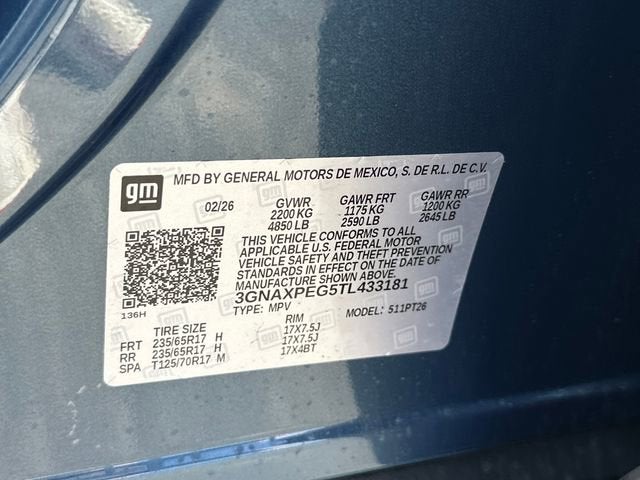 gm
MFD BY GENERAL MOTORS DE MEXICO, S. DE R.L. DE C.V.
02/26 GVWR GAWR FRT GAWR RR
2200 KG 1175 KG 1200 KG
4850 LB 2590 LB 2645 LB
THIS VEHICLE CONFORMS TO ALL
APPLICABLE U.S. FEDERAL MOTOR
VEHICLE SAFETY AND THEFT PREVENTION
STANDARDS IN EFFECT ON THE DATE OF
MANUFACTURE SHOWN ABOVE.
3GNAXPEG5TL433181
136H
TYPE: MPV MODEL: 511PT26
TIRE SIZE RIM
FRT 235/65R17 H 17X7.5J
RR 235/65R17 H 17X7.5J
SPA T125/70R17 M 17X4BT